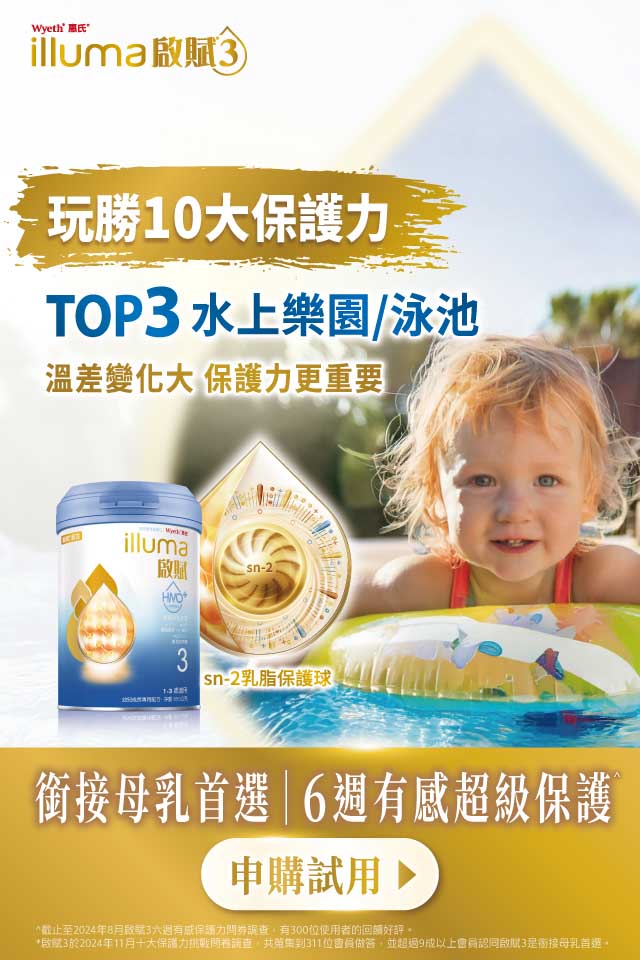 Wyeth® 惠氏®
illuma 啟賦3
玩勝10大保護力
TOP3 水上樂園/泳池
溫差變化大 保護力更重要
illuma
啟賦
HMO+
3
sn-2
sn-2乳脂保護球
銜接母乳首選|6週有感超級保護^
申購試用
^截止至2024年8月啟賦3六週有感保護力問券調查,有300位使用者的回饋好評。
*啟賦3於2024年11月十大保護力挑戰問卷調查,共蒐集到311位會員做答,並超過9成以上會員認同啟賦3是銜接母乳首選。